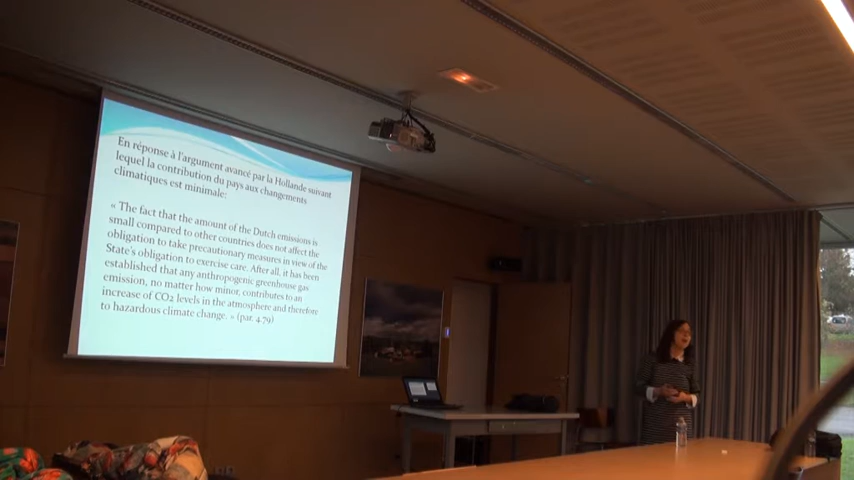 En réponse à l'argument avancé par la Hollande suivant
lequel la contribution du pays aux changements
climatiques est minimale:
« The fact that the amount of the Dutch emissions is
small compared to other countries does not affect the
obligation to take precautionary measures in view of the
State's obligation to exercise care. After all, it has been
established that any anthropogenic greenhouse gas
emission, no matter how minor, contributes to an
increase of CO2 levels in the atmosphere and therefore
to hazardous climate change. » (par. 4.79)